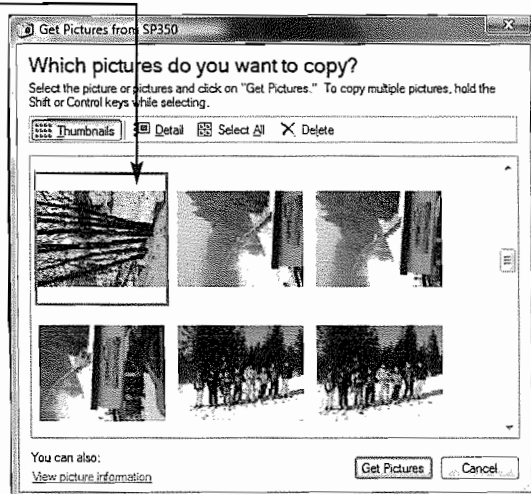 Get Pictures from SP350
Which pictures do you want to copy?
Select the picture or pictures and click on "Get Pictures." To copy multiple pictures, hold the
Shift or Control keys while selecting.
Thumbnails Detail Select All Delete
You can also:
View picture information
Get Pictures Cancel